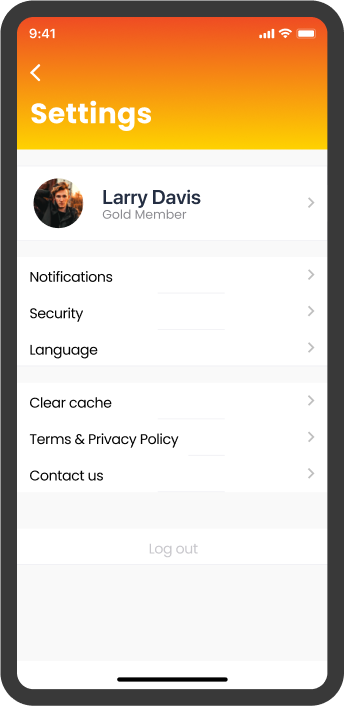 9:41
Settings
Larry Davis
Gold Member
Notifications
Security
Language
Clear cache
Terms & Privacy Policy
Contact us
Log out